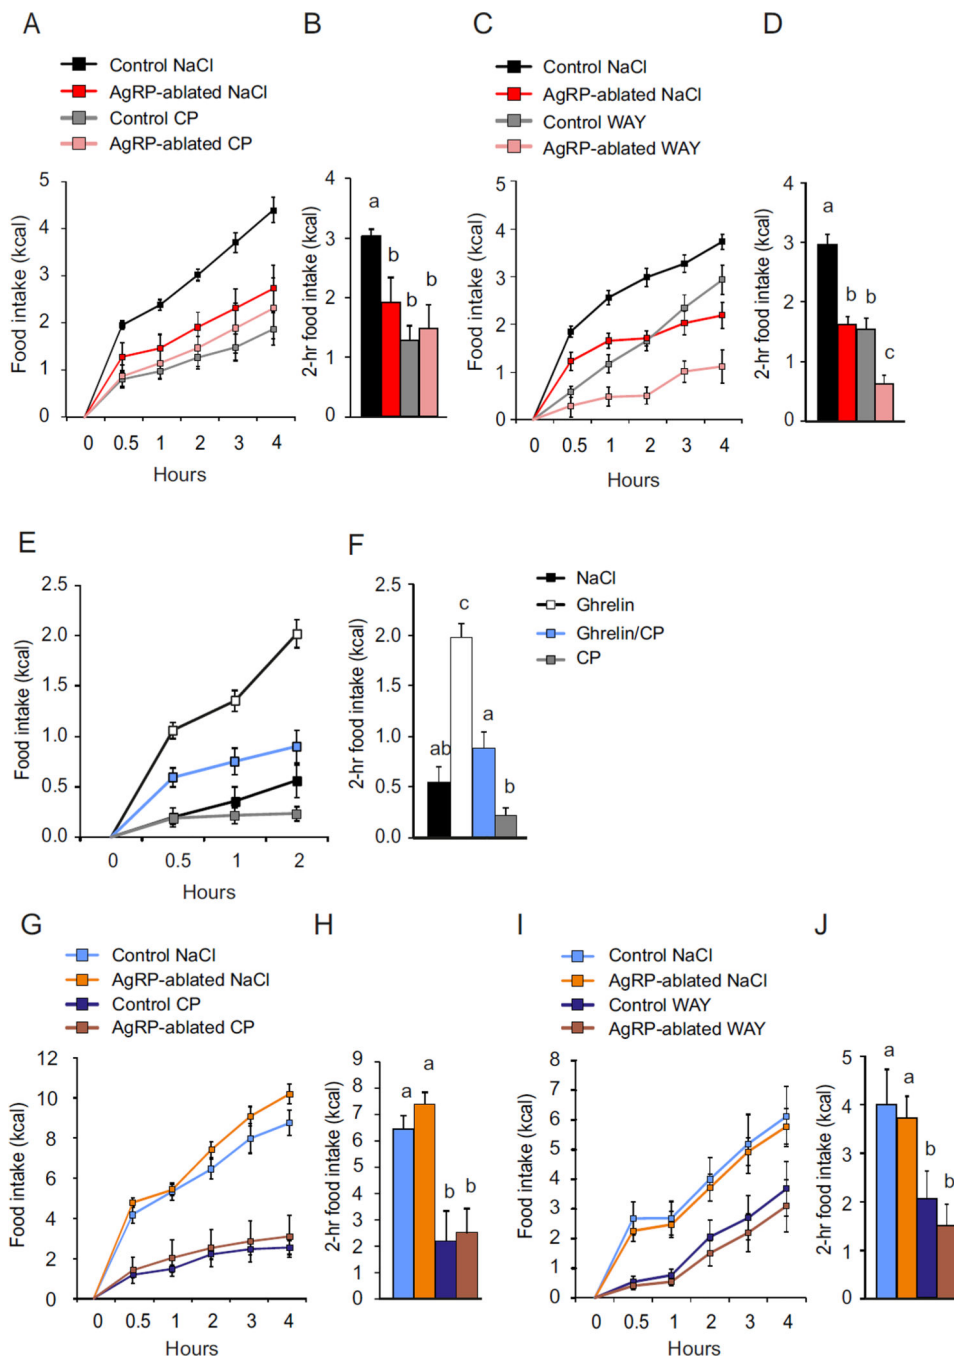 A
Control NaCl
AgRP-ablated NaCl
Control CP
AgRP-ablated CP
Food intake (kcal)
5
4
3
2
1
0
0 0.5 1 2 3 4
Hours
B
2-hr food intake (kcal)
4
3
2
1
0
a
b
b
b
C
Control NaCl
AgRP-ablated NaCl
Control WAY
AgRP-ablated WAY
Food intake (kcal)
5
4
3
2
1
0
0 0.5 1 2 3 4
Hours
D
2-hr food intake (kcal)
4
3
2
1
0
a
b b
c
E
Food intake (kcal)
2.5
2.0
1.5
1.0
0.5
0.0
0 0.5 1 2
Hours
F
2-hr food intake (kcal)
2.5
2.0
1.5
1.0
0.5
0.0
ab
c
a
b
NaCl
Ghrelin
Ghrelin/CP
CP
G
Control NaCl
AgRP-ablated NaCl
Control CP
AgRP-ablated CP
Food intake (kcal)
12
10
8
6
4
2
0
0 0.5 1 2 3 4
Hours
H
2-hr food intake (kcal)
9
8
7
6
5
4
3
2
1
0
a
a
b b
I
Control NaCl
AgRP-ablated NaCl
Control WAY
AgRP-ablated WAY
Food intake (kcal)
8
7
6
5
4
3
2
1
0
0 0.5 1 2 3 4
Hours
J
2-hr food intake (kcal)
5
4
3
2
1
0
a
a
b
b